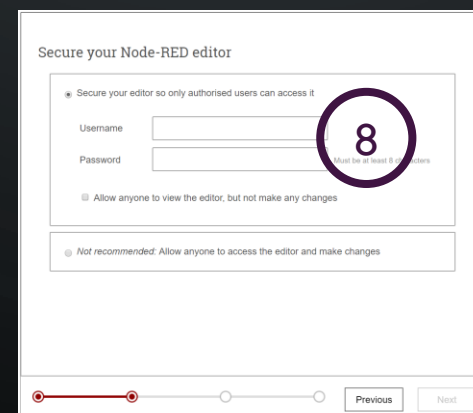 Secure your Node-RED editor
Secure your editor so only authorised users can access it
Username
8
Password
Must be at least 8 characters
Allow anyone to view the editor, but not make any changes
Not recommended: Allow anyone to access the editor and make changes
Previous
Next